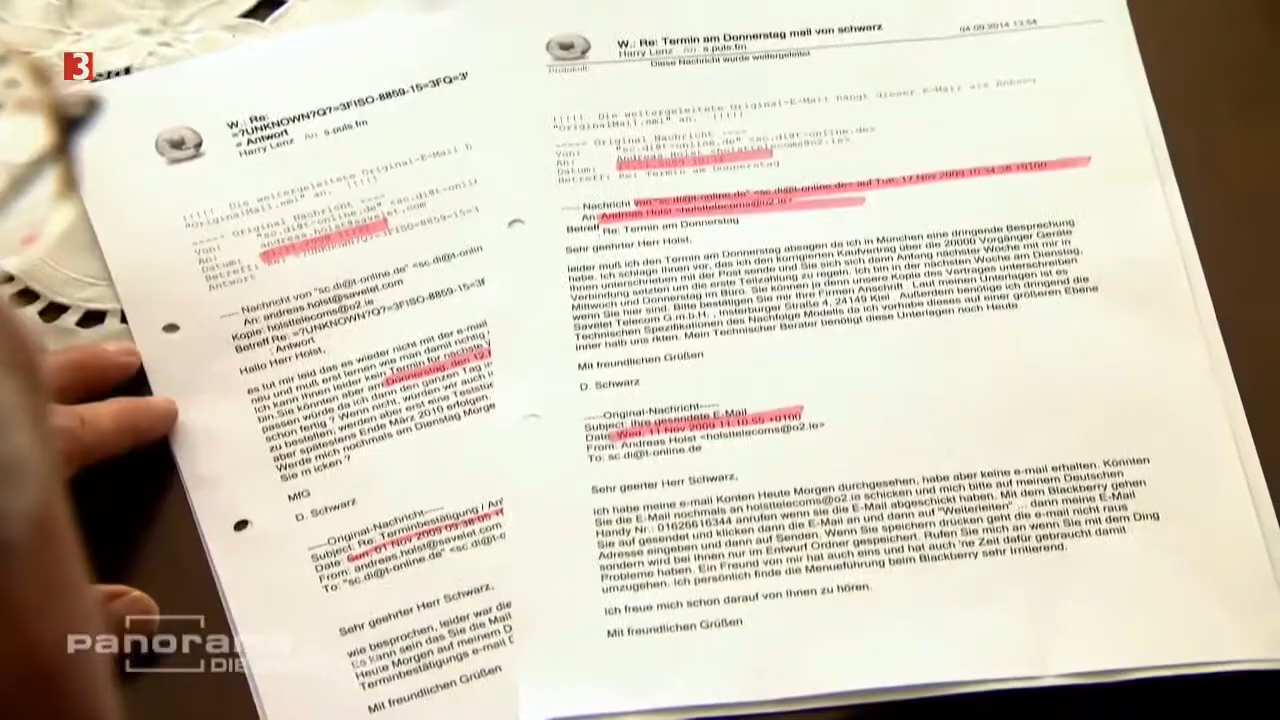 3sat
W.: Re:
=?UNKNOWN?Q?=3FISO-8859-15=3FQ=3
= Antwort
Harry Lenz An s-puls.fm
!!!!!. Die weitergeleitete Original-E-Mail h
"OriginalMail.eml" an. !!!!!
----- Original Nachricht ----
Von: "sc.di@t-online.de" <sc.di@t-onli
An: andreas.holst@savelet.com
Datum:
Betreff: Re:
Antwort
---- Nachricht von "sc.di@t-online.de" <sc.di@t-onlin
An: andreas.holst@savelet.com
Kopie: holsttelecoms@o2.ie
Betreff Re: =?UNKNOWN?Q?=3FISO-8859-15=3F
: Antwort
Hallo Herr Holst,
es tut mir leid das es wieder nicht mit der e-mail
neu und muß erst lernen wie man damit richtig
ich kann Ihnen leider kein Termin für nächste
bin.Sie könnten aber am Donnerstag, den 12.
passen würde da ich dann den ganzen Tag in
schon fertig ? Wenn nicht, würden wir auch
zu bestellen; werden aber erst eine Teststu
aber spätestens Ende März 2010 erfolgen.
Werde mich nochmals am Dienstag Morge
Sie m icken ?
MfG
D. Schwarz
----Original-Nachricht----
Subject: Re: Terminbestätigung / An
Date: Sun, 01 Nov 2009
From: andreas.holst@savelet.com
To: "sc.di@t-online.de" <sc.di@t-o
Sehr geehrter Herr Schwarz,
wie besprochen, leider war die
Es kann sein das Sie die Mail
Heute Morgen auf meinem D
Terminbestätigungs e-mail
Mit freundlichen Grüßen
W.: Re: Termin am Donnerstag mail von schwarz
Harry Lenz An s-puls.fm 04.09.2014 13:54
Diese Nachricht wurde weitergeleitet
Protokoll:
!!!!!. Die weitergeleitete Original-E-Mail hängt dieser E-Mail als Anhang
"OriginalMail.eml" an. !!!!!
----- Original Nachricht ----
Von: "sc.di@t-online.de" <sc.di@t-online.de>
An: Andreas Holst <holsttelecoms@o2.ie>
Datum:
Betreff: Re: Termin am Donnerstag
---- Nachricht von "sc.di@t-online.de" <sc.di@t-online.de> auf Tue, 17 Nov 2009 +0100
An: Andreas Holst <holsttelecoms@o2.ie>
Betreff Re: Termin am Donnerstag
Sehr geehrter Herr Holst,
leider muß ich den Termin am Donnerstag absagen da ich in München eine dringende Besprechung
habe. Ich schlage Ihnen vor, das ich den korrigierten Kaufvertrag über die 20000 Vorgänger Geräte
Ihnen unterschrieben mit der Post sende und Sie sich dann Anfang nächster Woche mit mir in
Verbindung setzten um die erste Teilzahlung zu regeln. Ich bin in der nächsten Woche am Dienstag,
Mittwoch und Donnerstag im Büro. Sie können ja denn unsere Kopie des Vertrages unterschreiben
wenn Sie hier sind. Bitte bestätigen Sie mir Ihre Firmen Anschrift . Laut meinen Unterlagen ist es
Savelet Telecom G.m.b.H. , Insterburger Straße 4, 24149 Kiel . Außerdem benötige ich dringend die
Technischen Spezifikationen des Nachfolge Modells da ich vorhabe dieses auf einer größeren Ebene
inner halb uns rkten. Mein Technischer Berater benötigt diese Unterlagen noch Heute.
Mit freundlichen Grüßen
D. Schwarz
----Original-Nachricht----
Subject: Ihre gesendete E-Mail
Date: Wed, 11 Nov 2009 +0100
From: Andreas Holst <holsttelecoms@o2.ie>
To: sc.di@t-online.de
Sehr geerter Herr Schwarz,
ich habe meine e-mail Konten Heute Morgen durchgesehen, habe aber keine e-mail erhalten. Könnten
Sie die E-Mail nochmals an holsttelecoms@o2.ie schicken und mich bitte auf meinem Deutschen
Handy Nr.: 01626616344 anrufen wenn Sie die E-Mail abgeschickt haben. Mit dem Blackberry gehen
Sie auf gesendet und klicken dann die E-Mail an und dann auf "Weiterleiten" ... dann meine E-Mail
Adresse eingeben und dann auf Senden. Wenn Sie speichern drücken geht die e-mail nicht raus
sondern wird bei Ihnen nur im Entwurf Ordner gespeichert. Rufen Sie mich an wenn Sie mit dem Ding
Probleme haben. Ein Freund von mir hat auch eins und hat auch 'ne Zeit dafür gebraucht damit
umzugehen. Ich persönlich finde die Menueführung beim Blackberry sehr irritierend.
Ich freue mich schon darauf von Ihnen zu hören.
Mit freundlichen Grüßen
panorama
DIE